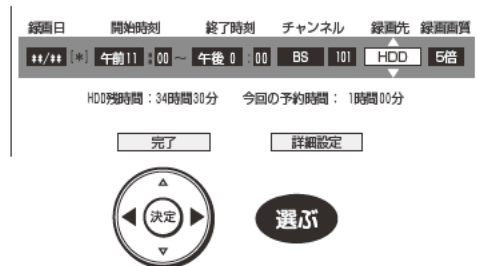 録画日 開始時刻 終了時刻 チャンネル 録画先 録画画質
**/** [*] 午前11:00~ 午後 0:00 BS 101 HDD 5倍
HDD残時間:34時間30分 今回の予約時間: 1時間00分
完了 詳細設定
決定 選ぶ